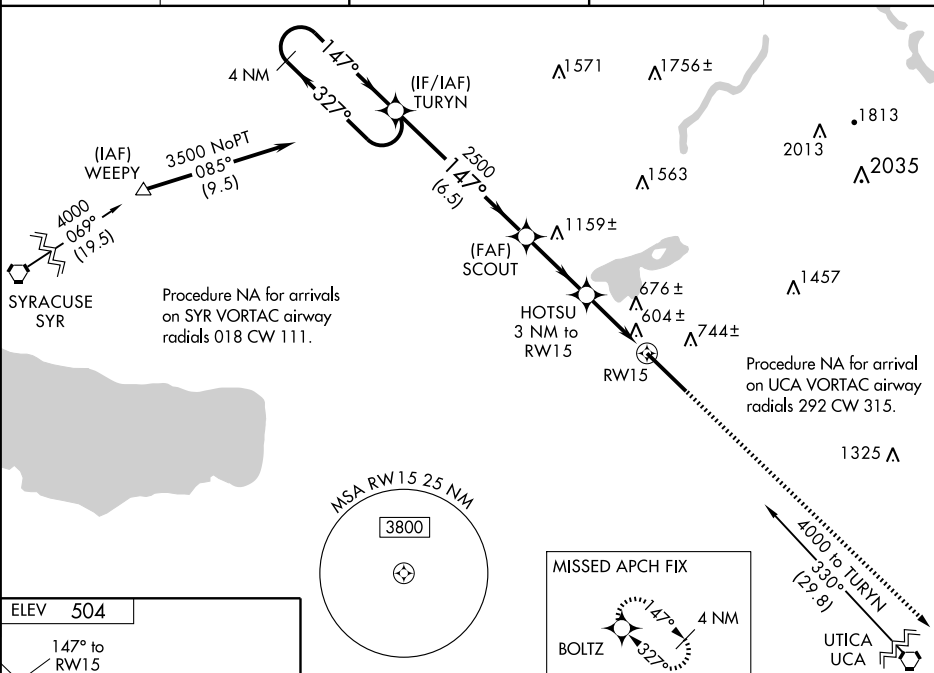 147°
4 NM
327°
(IF/IAF)
TURYN
1571
1756±
1813
2013
2035
(IAF)
WEEPY
3500 NoPT
085°
(9.5)
2500
147°
(6.5)
1563
4000
069°
(19.5)
1159±
(FAF)
SCOUT
SYRACUSE
SYR
Procedure NA for arrivals
on SYR VORTAC airway
radials 018 CW 111.
HOTSU
3 NM to
RW15
676±
604±
744±
1457
RW15
Procedure NA for arrival
on UCA VORTAC airway
radials 292 CW 315.
1325
MSA RW15 25 NM
3800
4000 to TURYN
330°
(29.8)
MISSED APCH FIX
147°
4 NM
BOLTZ
327°
UTICA
UCA
ELEV 504
147° to
RW15